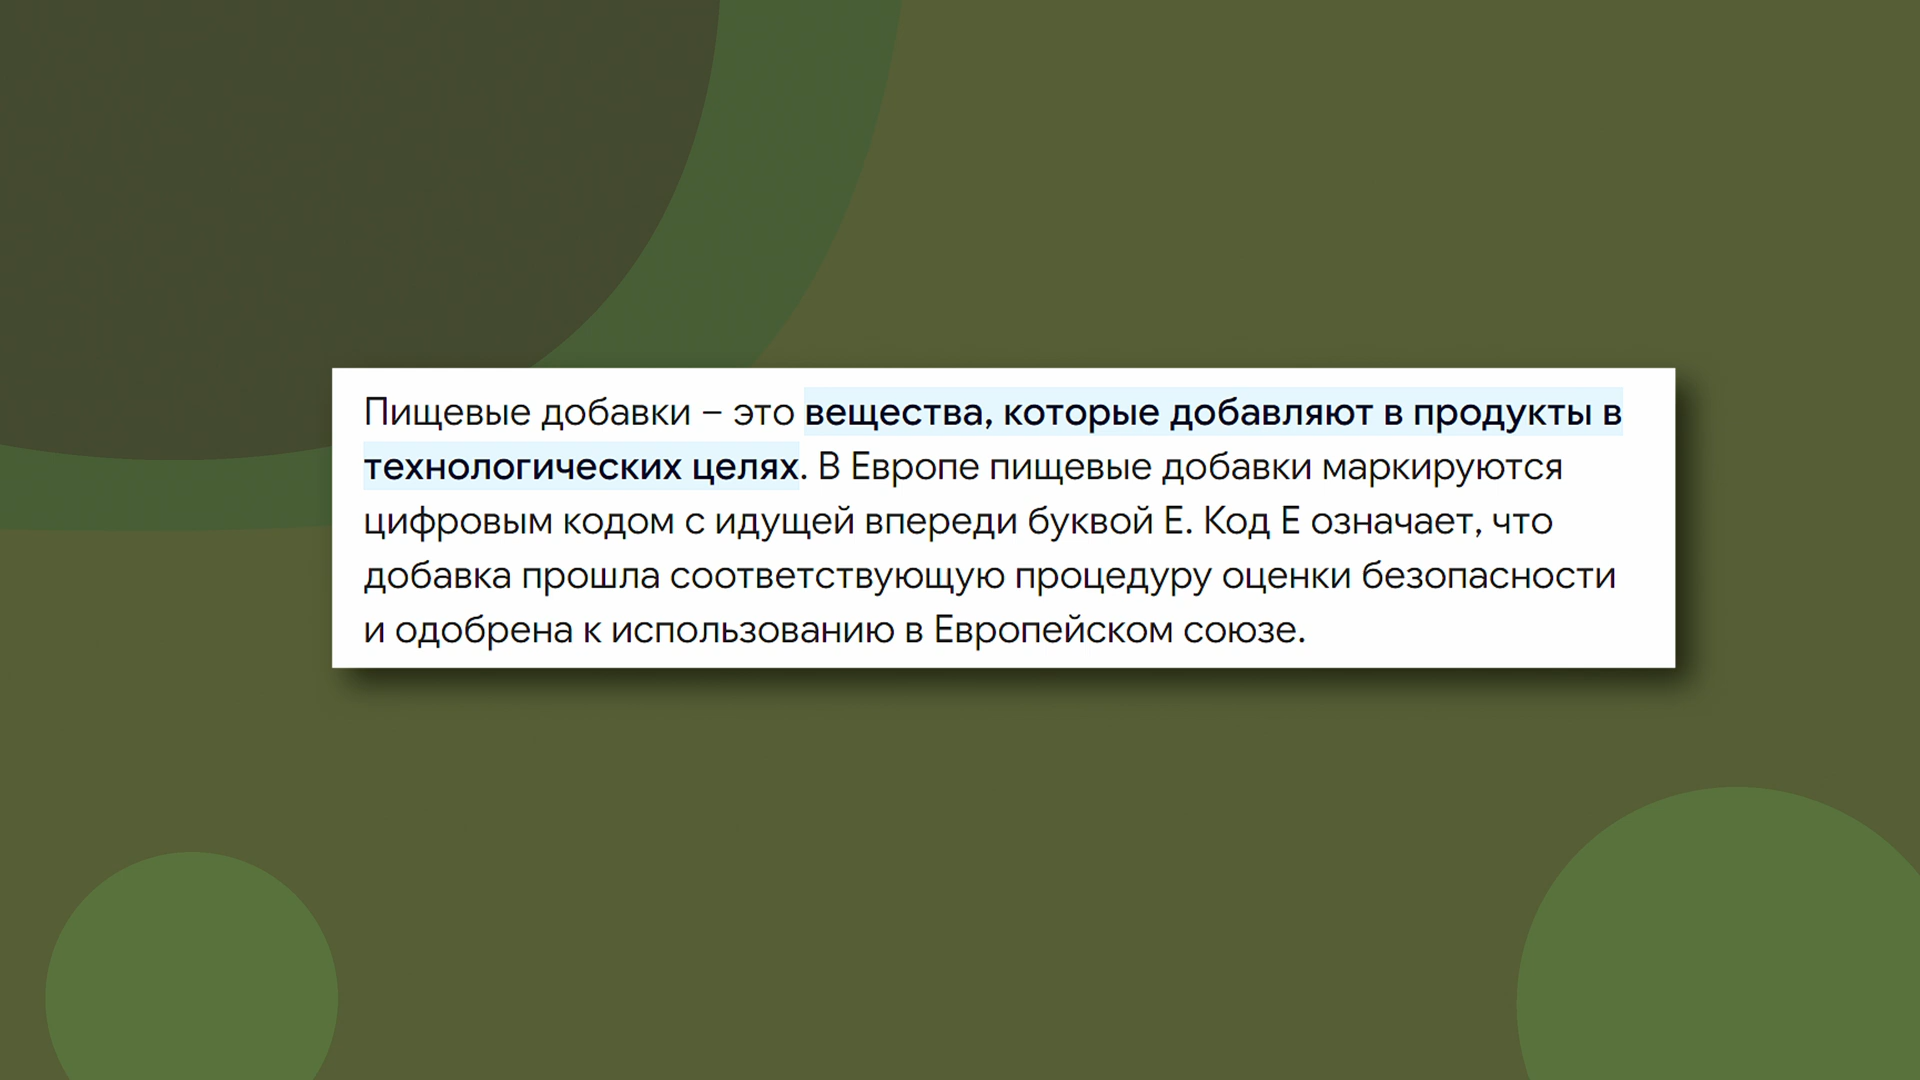 Пищевые добавки – это вещества, которые добавляют в продукты в
технологических целях. В Европе пищевые добавки маркируются
цифровым кодом с идущей впереди буквой Е. Код Е означает, что
добавка прошла соответствующую процедуру оценки безопасности
и одобрена к использованию в Европейском союзе.